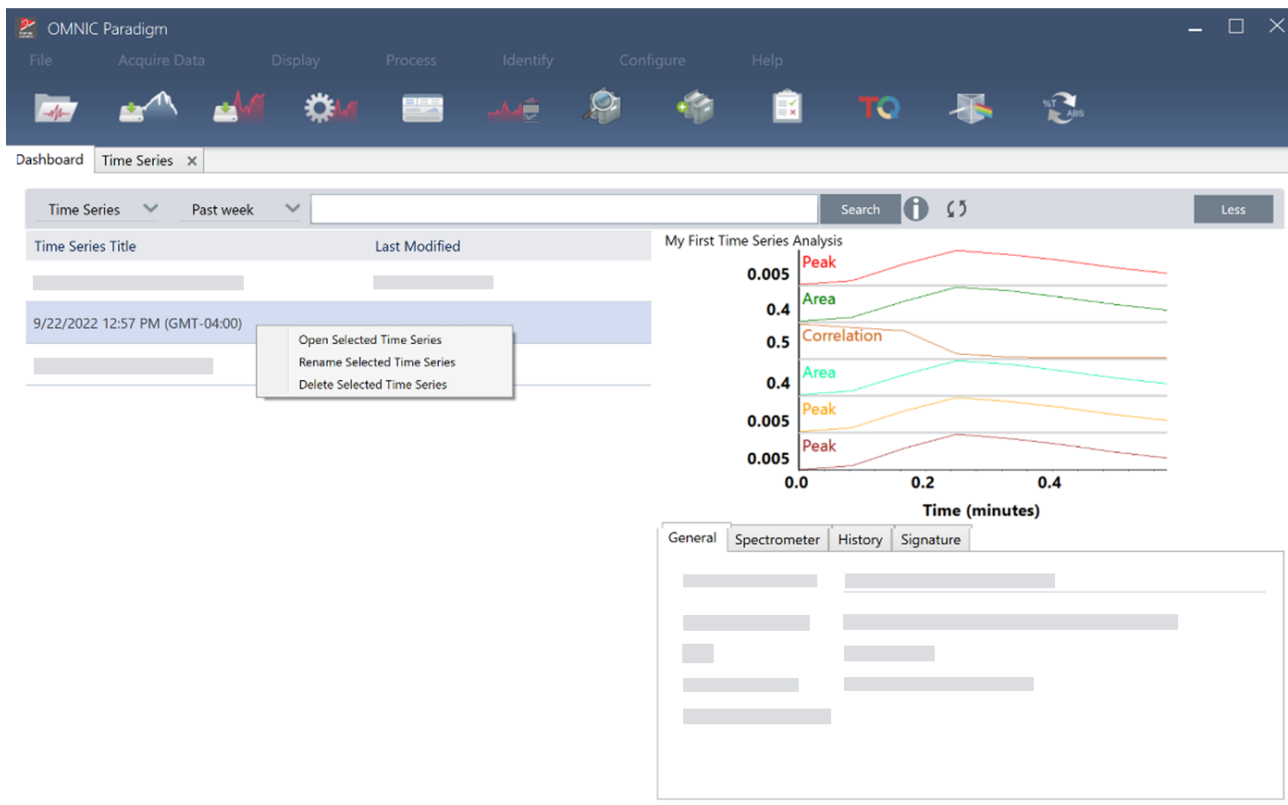 OMNIC Paradigm
File Acquire Data Display Process Identify Configure Help
TQ %T ABS
Dashboard Time Series
Time Series Past week Search i Less
Time Series Title Last Modified
9/22/2022 12:57 PM (GMT-04:00)
Open Selected Time Series
Rename Selected Time Series
Delete Selected Time Series
My First Time Series Analysis
0.005 Peak
0.4 Area
0.5 Correlation
0.4 Area
0.005 Peak
0.005 Peak
0.0 0.2 0.4
Time (minutes)
General Spectrometer History Signature